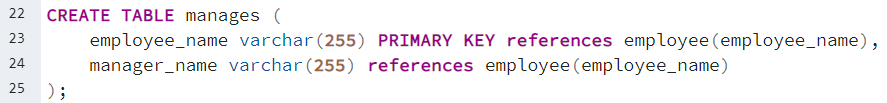 22 CREATE TABLE manages (
23     employee_name varchar(255) PRIMARY KEY references employee(employee_name),
24     manager_name varchar(255) references employee(employee_name)
25 );